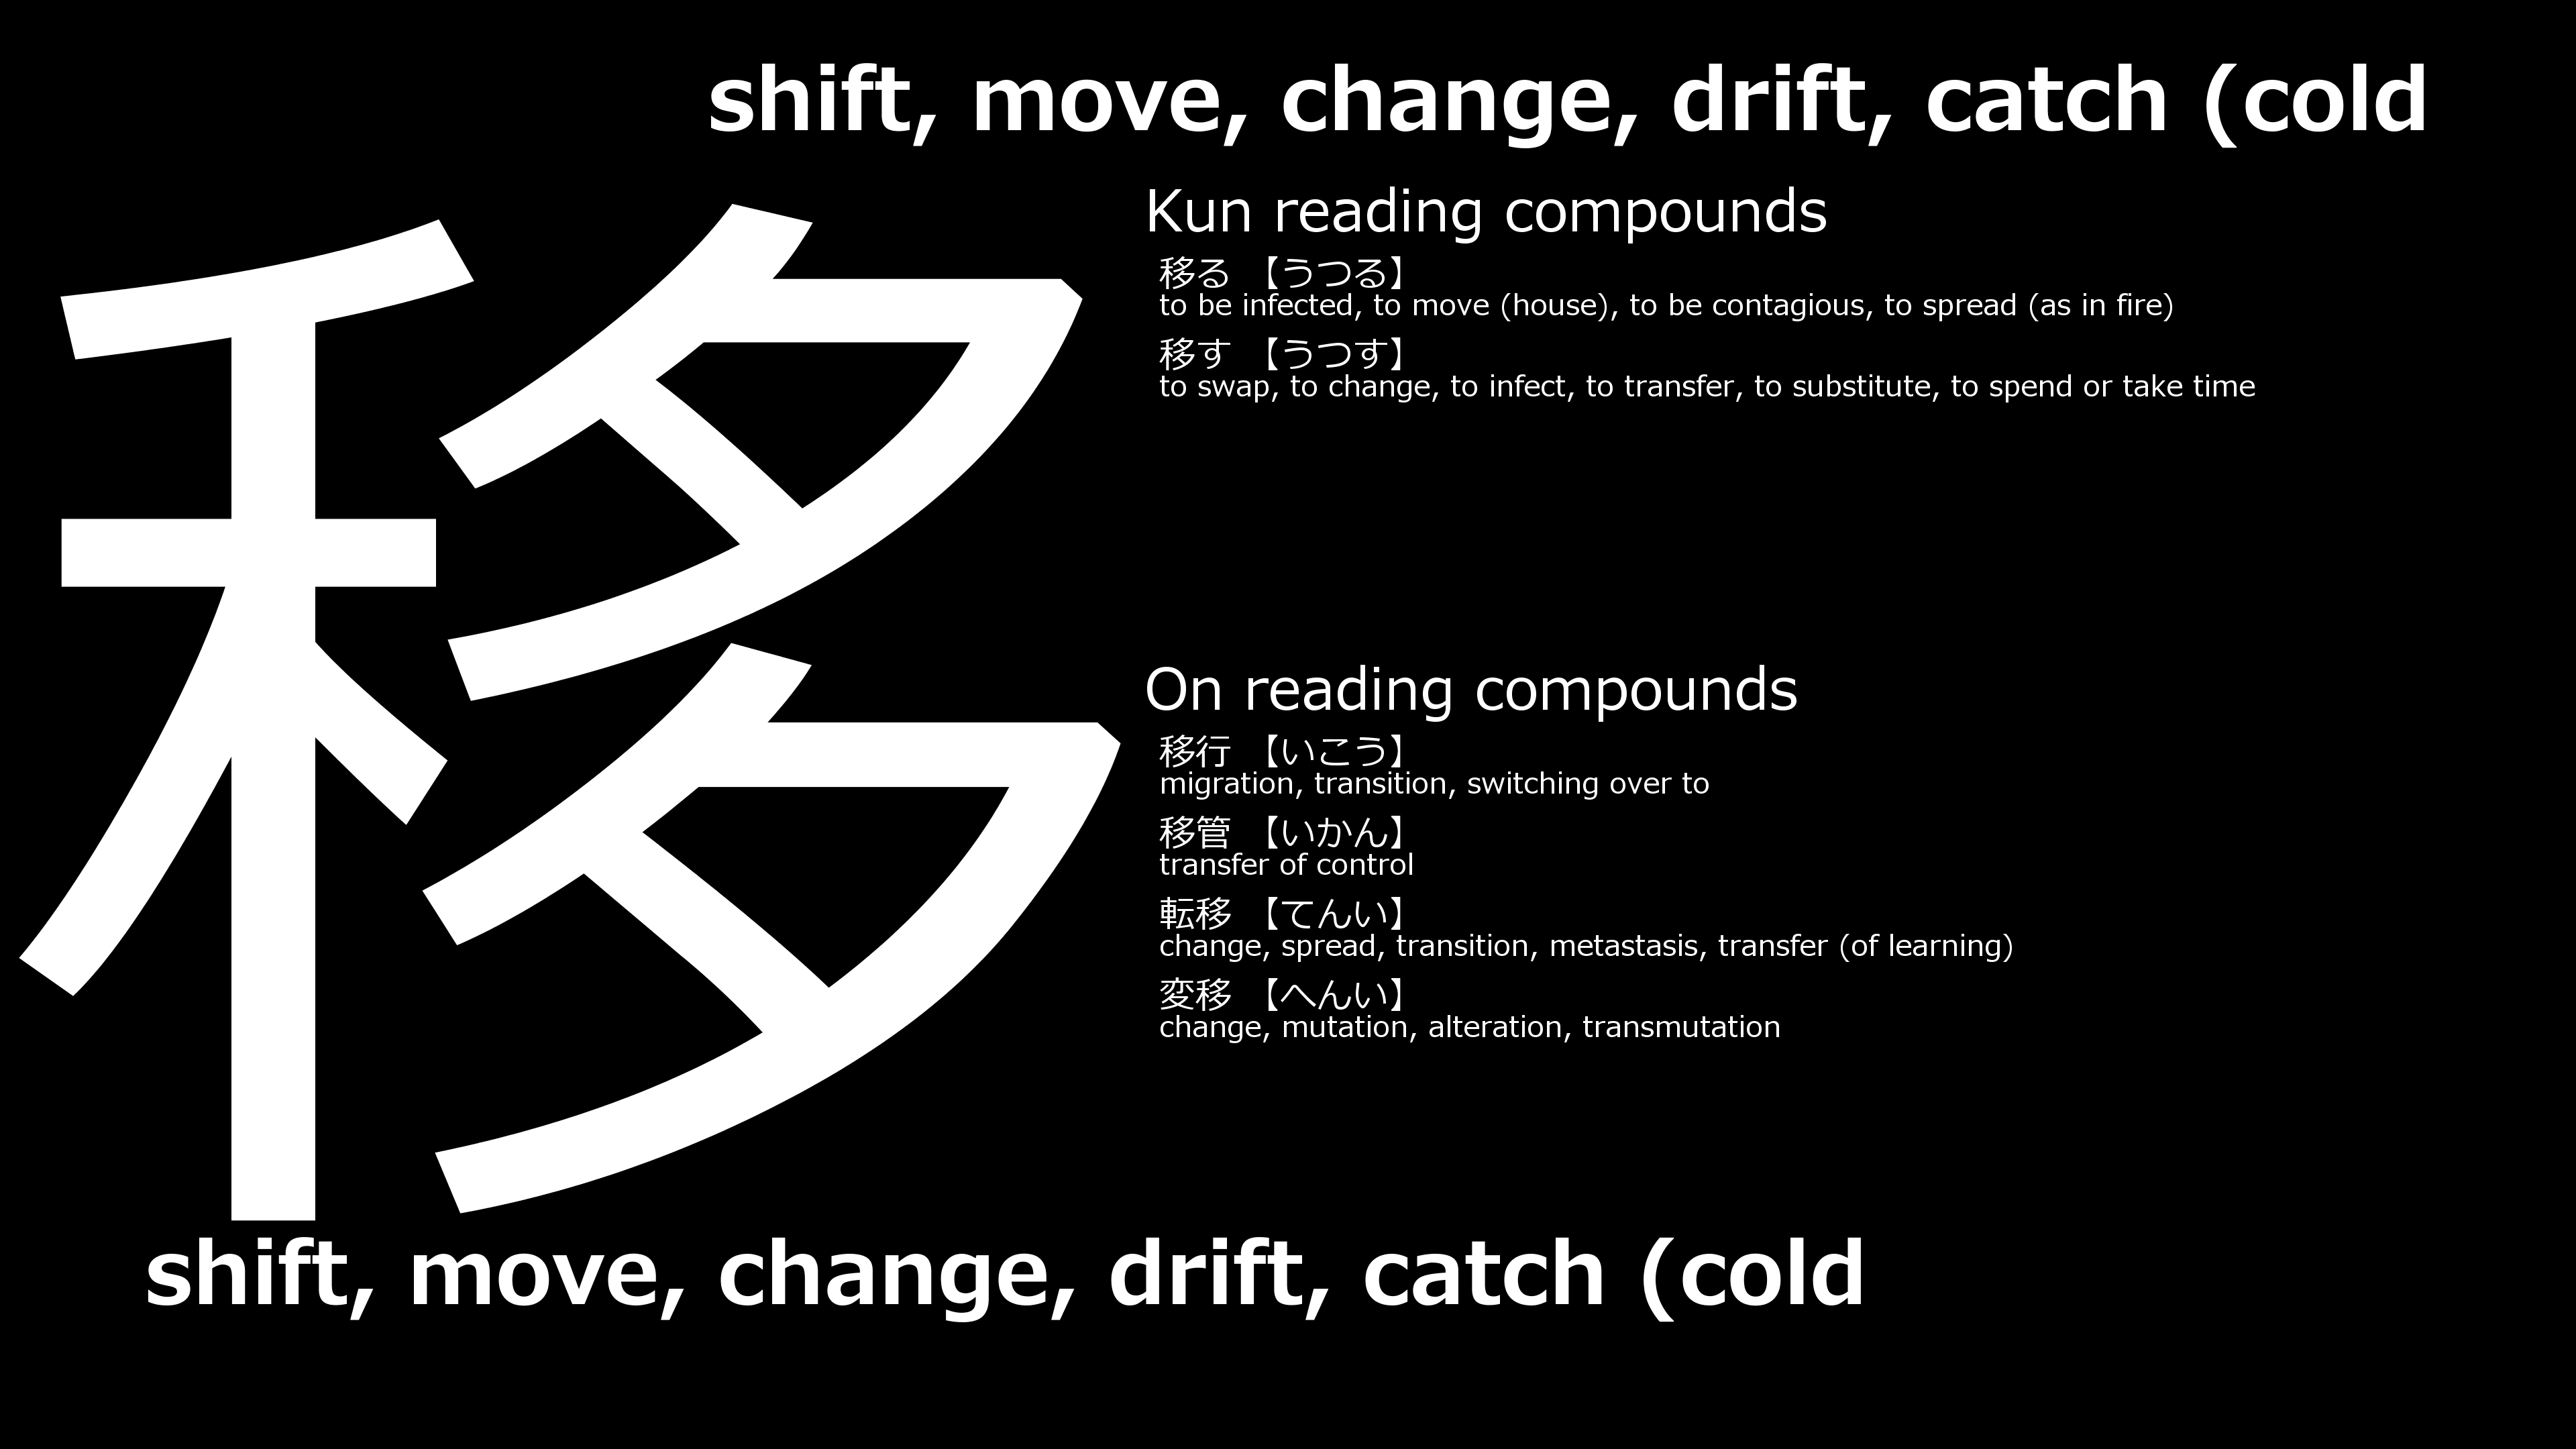 shift, move, change, drift, catch (cold
移
Kun reading compounds
移る 【うつる】
to be infected, to move (house), to be contagious, to spread (as in fire)
移す 【うつす】
to swap, to change, to infect, to transfer, to substitute, to spend or take time
On reading compounds
移行 【いこう】
migration, transition, switching over to
移管 【いかん】
transfer of control
転移 【てんい】
change, spread, transition, metastasis, transfer (of learning)
変移 【へんい】
change, mutation, alteration, transmutation
shift, move, change, drift, catch (cold